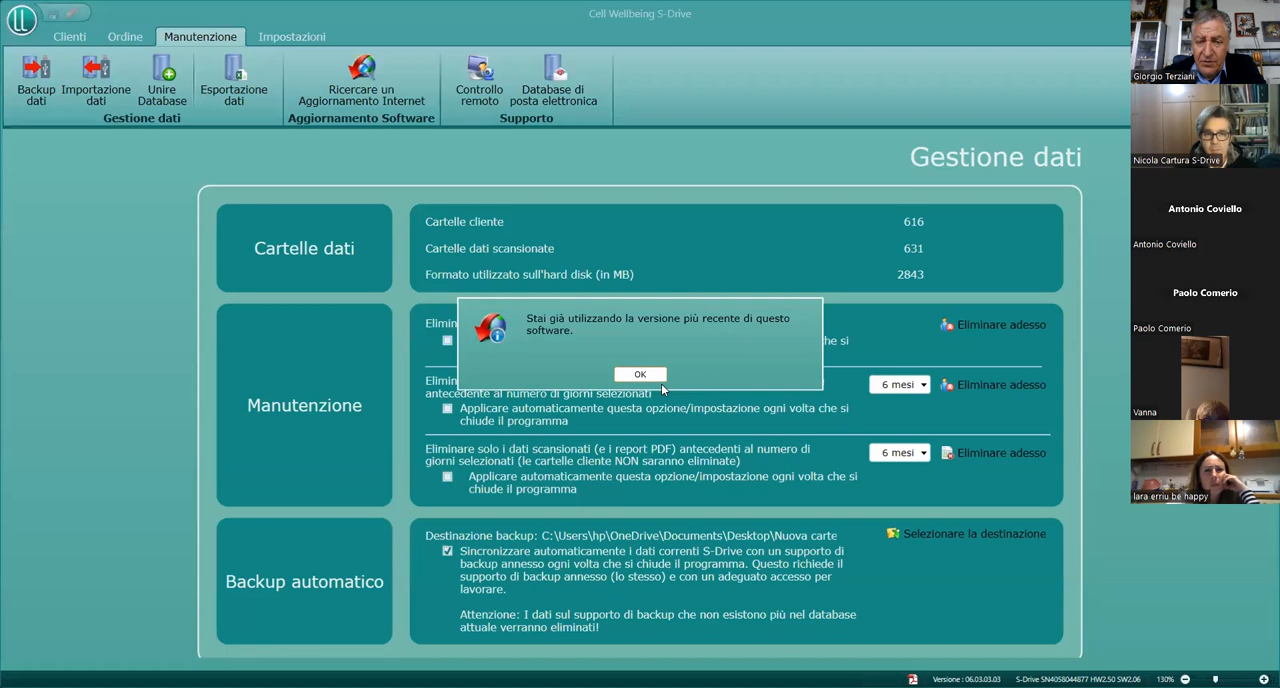 Cell Wellbeing S-Drive
Clienti
Ordine
Manutenzione
Impostazioni
Backup dati
Importazione dati
Unire Database
Esportazione dati
Ricercare un Aggiornamento Internet
Controllo remoto
Database di posta elettronica
Gestione dati
Aggiornamento Software
Supporto
Gestione dati
Cartelle dati
Cartelle cliente 616
Cartelle dati scansionate 631
Formato utilizzato sull'hard disk (in MB) 2843
Manutenzione
Elimin
Eliminare adesso
che si
Stai già utilizzando la versione più recente di questo
software.
OK
Elimin
6 mesi
Eliminare adesso
antecedente al numero di giorni selezionati
Applicare automaticamente questa opzione/impostazione ogni volta che si
chiude il programma
Eliminare solo i dati scansionati (e i report PDF) antecedenti al numero di
giorni selezionati (le cartelle cliente NON saranno eliminate)
6 mesi
Eliminare adesso
Applicare automaticamente questa opzione/impostazione ogni volta che si
chiude il programma
Backup automatico
Destinazione backup: C:\Users\hp\OneDrive\Documents\Desktop\Nuova carte
Selezionare la destinazione
Sincronizzare automaticamente i dati correnti S-Drive con un supporto di
backup annesso ogni volta che si chiude il programma. Questo richiede il
supporto di backup annesso (lo stesso) e con un adeguato accesso per
lavorare.
Attenzione: I dati sul supporto di backup che non esistono più nel database
attuale verranno eliminati!
Versione : 06.03.03.03
S-Drive SN4058044877 HW2.50 SW2.06
130%
Giorgio Terziani
Nicola Cartura S-Drive
Antonio Coviello
Antonio Coviello
Paolo Comerio
Paolo Comerio
Vanna
lara erriu be happy